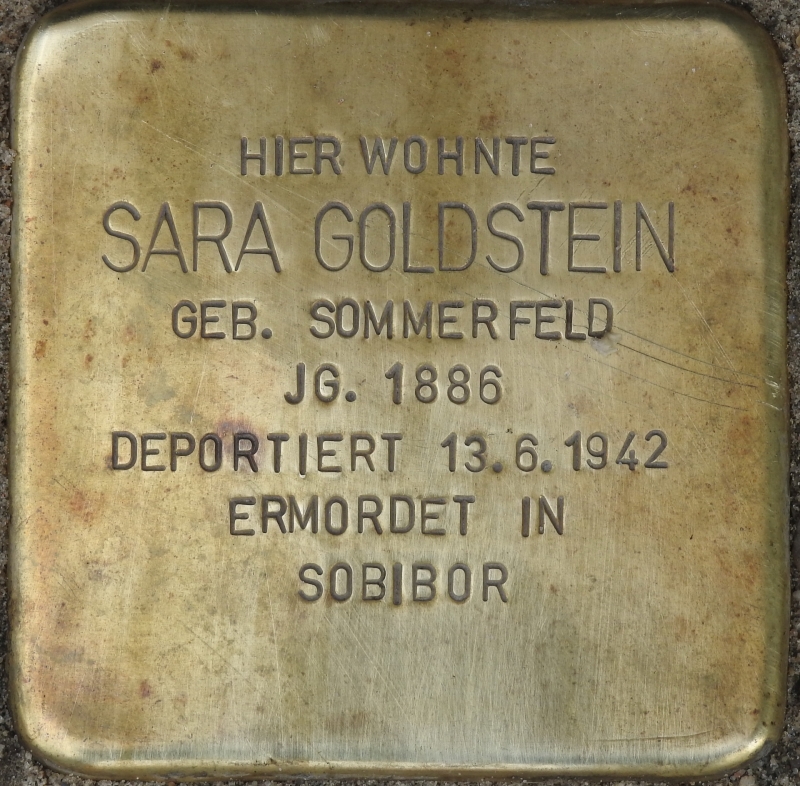 HIER WOHNTE
SARA GOLDSTEIN
GEB. SOMMERFELD
JG. 1886
DEPORTIERT 13.6.1942
ERMORDET IN
SOBIBOR